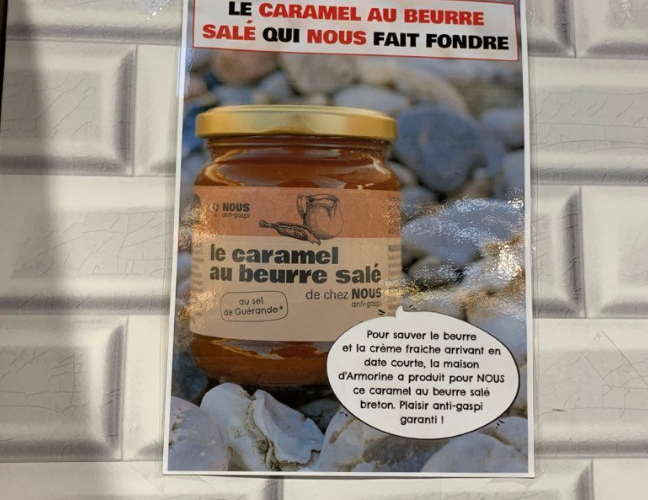 LE CARAMEL AU BEURRE
SALÉ QUI NOUS FAIT FONDRE
NOUS
anti-gaspi
le caramel
au beurre salé
de chez NOUS
anti-gaspi
au sel
de Guérande*
Pour sauver le beurre
et la crème fraiche arrivant en
date courte, la maison
d'Armorine a produit pour NOUS
ce caramel au beurre salé
breton. Plaisir anti-gaspi
garanti !